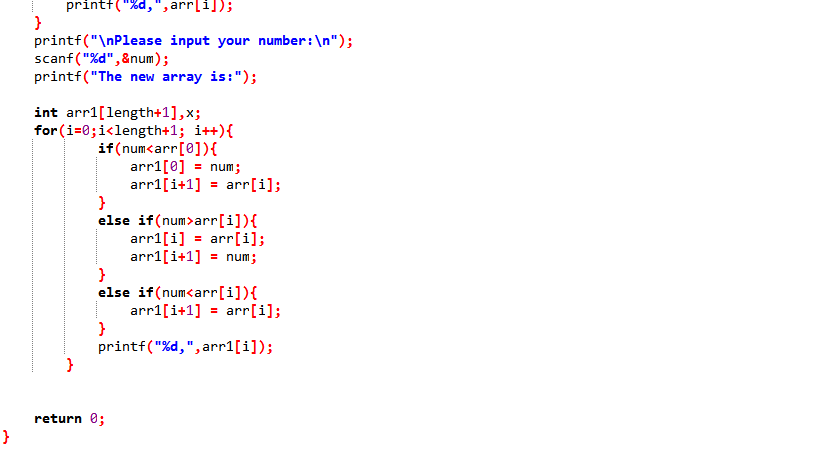 printf("%d,",arr[i]);
}
printf("\nPlease input your number:\n");
scanf("%d",&num);
printf("The new array is:");
int arr1[length+1],x;
for(i=0;i<length+1; i++){
if(num<arr[0]){
arr1[0] = num;
arr1[i+1] = arr[i];
}
else if(num>arr[i]){
arr1[i] = arr[i];
arr1[i+1] = num;
}
else if(num<arr[i]){
arr1[i+1] = arr[i];
}
printf("%d,",arr1[i]);
}
return 0;
}